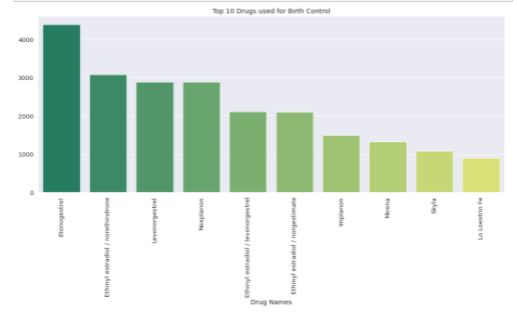 Top 10 Drugs used for Birth Control
4000
3000
2000
1000
0
Etonogestrel
Ethinyl estradiol / norethindrone
Levonorgestrel
Nexplanon
Ethinyl estradiol / levonorgestrel
Ethinyl estradiol / norgestimate
Implanon
Mirena
Skyla
Lo Loestrin Fe
Drug Names